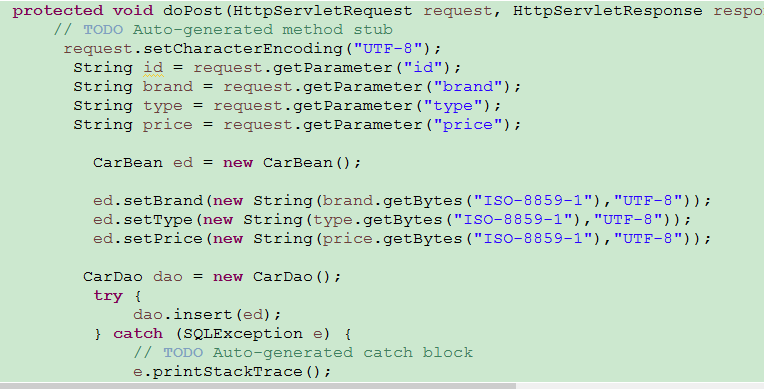 protected void doPost(HttpServletRequest request, HttpServletResponse respo
// TODO Auto-generated method stub
request.setCharacterEncoding("UTF-8");
String id = request.getParameter("id");
String brand = request.getParameter("brand");
String type = request.getParameter("type");
String price = request.getParameter("price");
CarBean ed = new CarBean();
ed.setBrand(new String(brand.getBytes("ISO-8859-1"),"UTF-8"));
ed.setType(new String(type.getBytes("ISO-8859-1"),"UTF-8"));
ed.setPrice(new String(price.getBytes("ISO-8859-1"),"UTF-8"));
CarDao dao = new CarDao();
try {
dao.insert(ed);
} catch (SQLException e) {
// TODO Auto-generated catch block
e.printStackTrace();